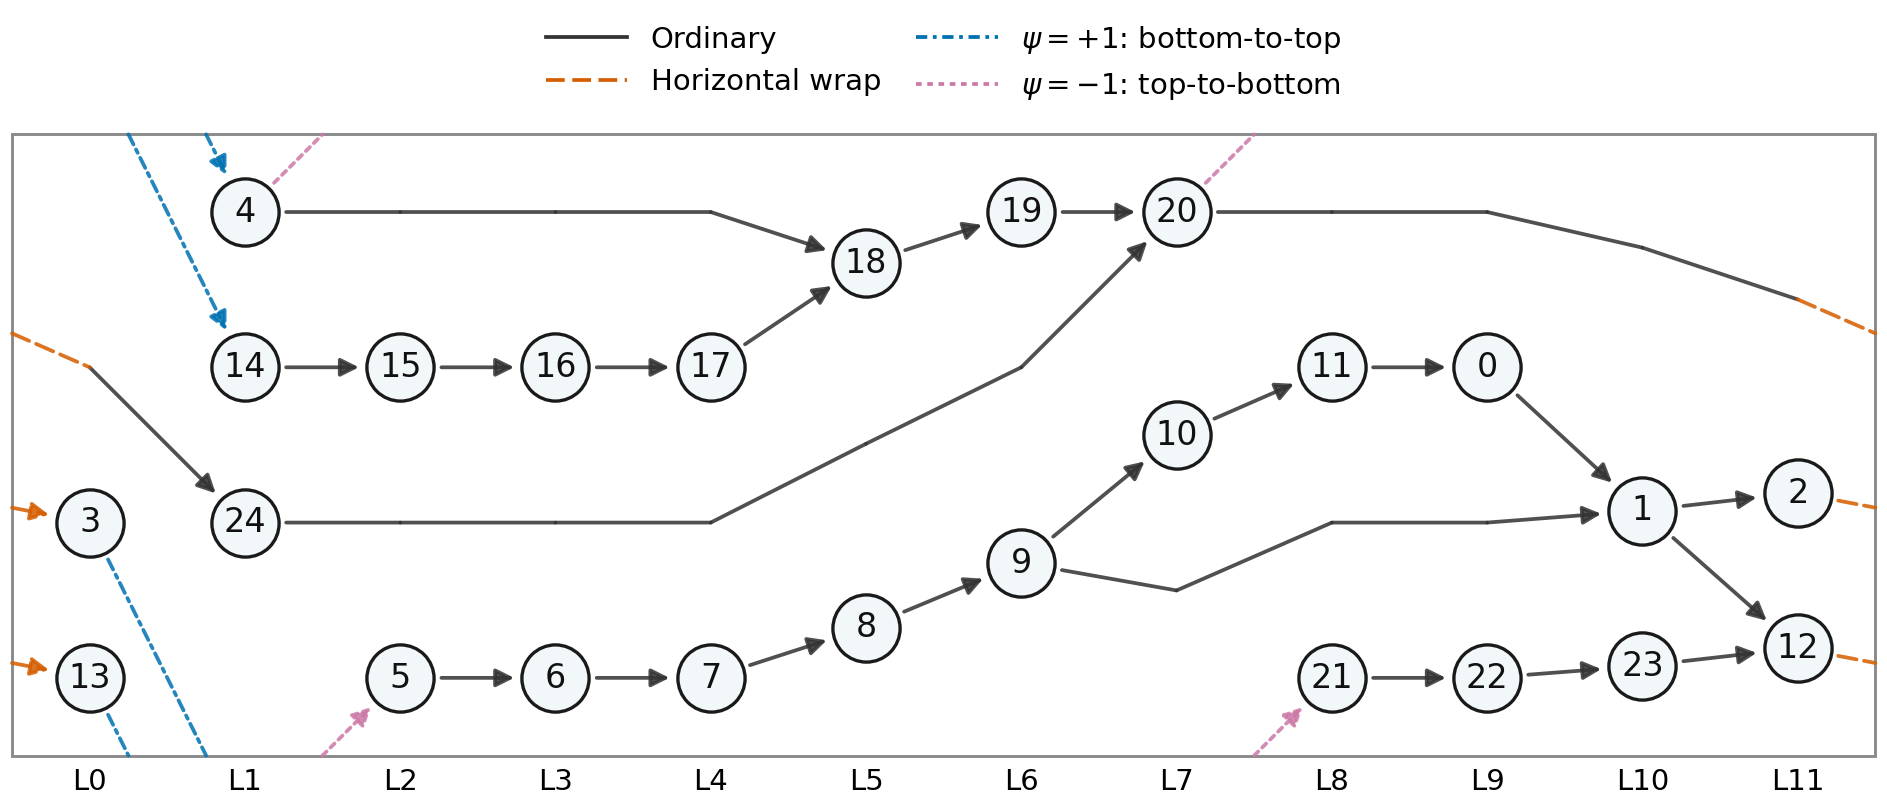 Ordinary
Horizontal wrap
ψ = +1: bottom-to-top
ψ = −1: top-to-bottom
4
19
20
18
14
15
16
17
11
0
10
3
24
1
2
9
8
13
5
6
7
21
22
23
12
L0
L1
L2
L3
L4
L5
L6
L7
L8
L9
L10
L11